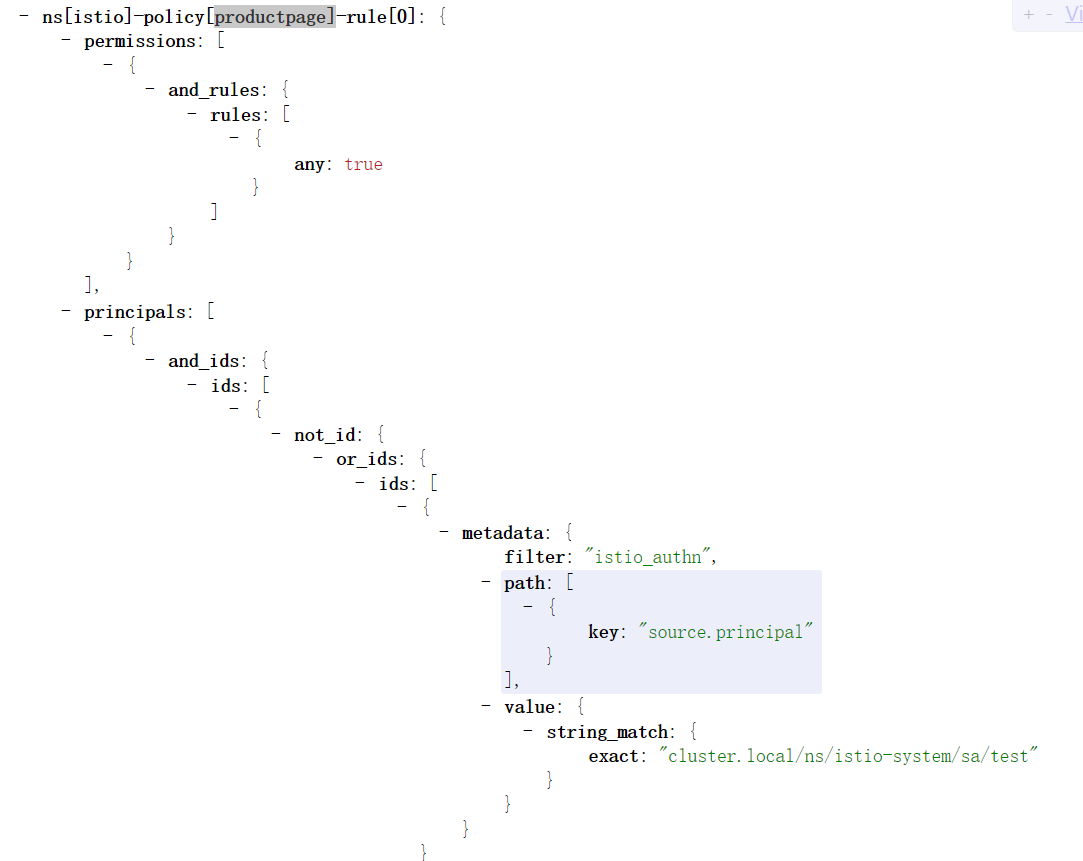 - ns[istio]-policy[productpage]-rule[0]: {
+ - Vi
- permissions: [
- {
- and_rules: {
- rules: [
- {
any: true
}
]
}
}
],
- principals: [
- {
- and_ids: {
- ids: [
- {
- not_id: {
- or_ids: {
- ids: [
- {
- metadata: {
filter: "istio_authn",
- path: [
- {
key: "source.principal"
}
],
- value: {
- string_match: {
exact: "cluster.local/ns/istio-system/sa/test"
}
}
}
}